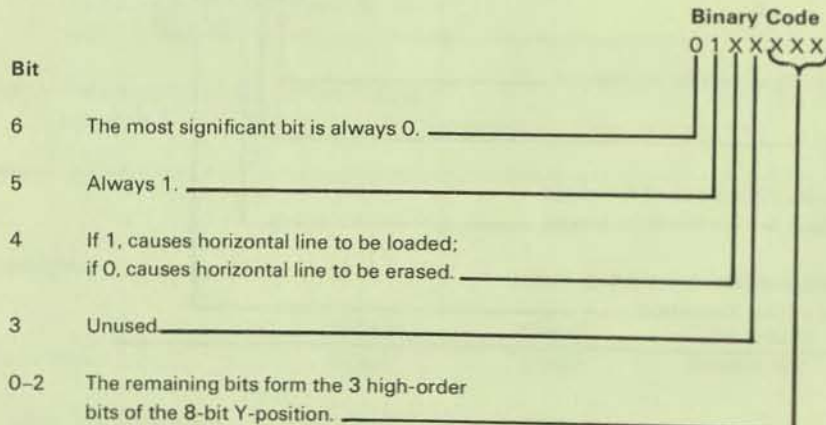 Binary Code
0 1 X X X X X
Bit
6 The most significant bit is always 0.
5 Always 1.
4 If 1, causes horizontal line to be loaded;
if 0, causes horizontal line to be erased.
3 Unused
0–2 The remaining bits form the 3 high-order
bits of the 8-bit Y-position.